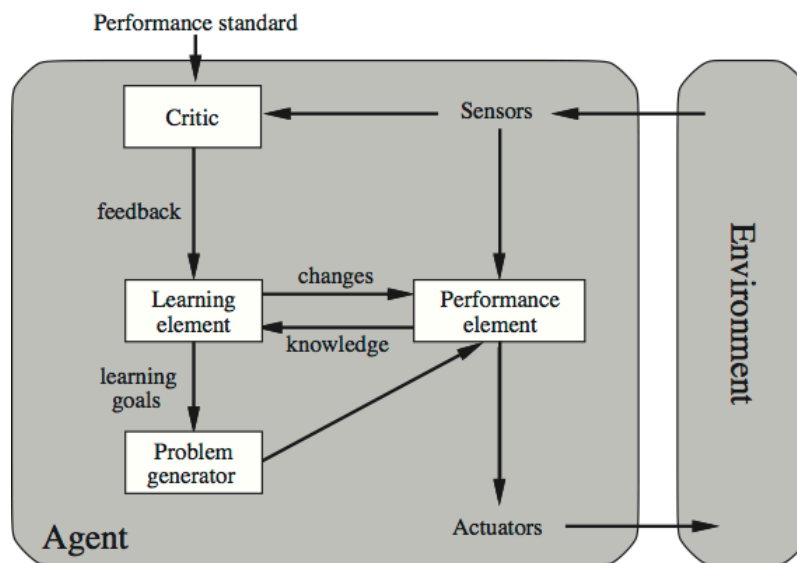 Performance standard
Critic
Sensors
feedback
changes
Learning
element
Performance
element
knowledge
learning
goals
Problem
generator
Agent
Actuators
Environment